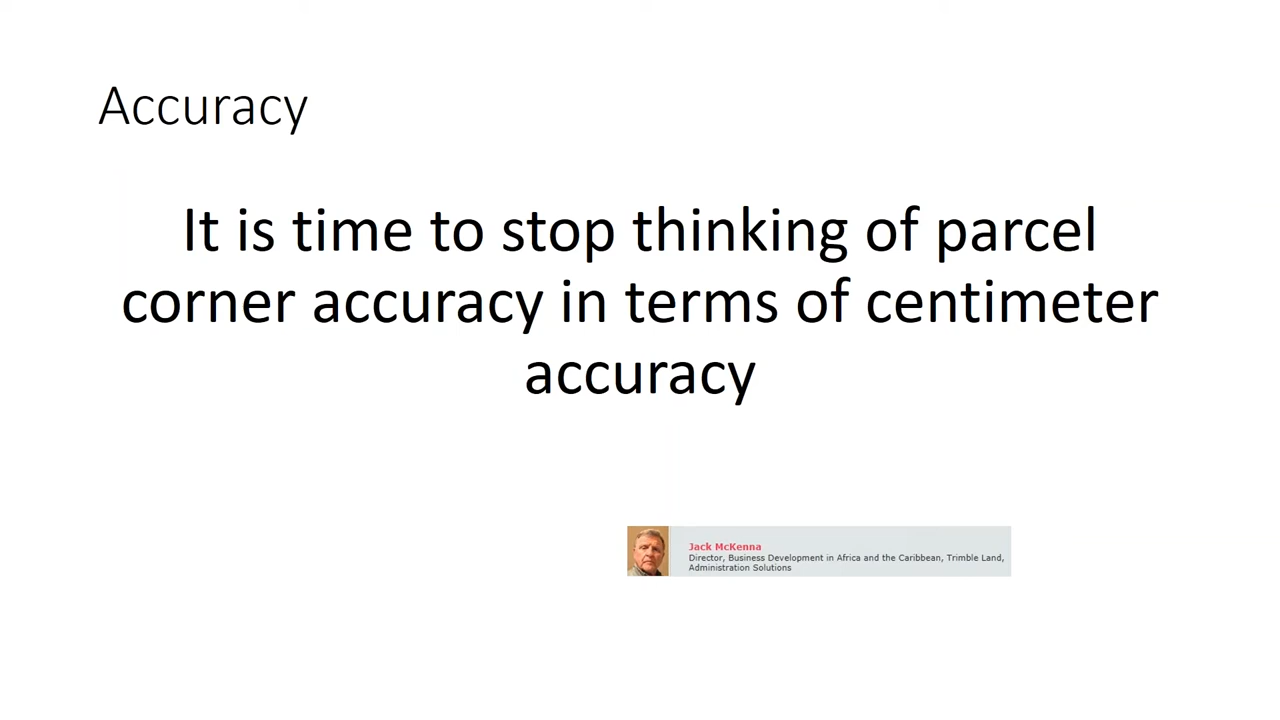 Accuracy
It is time to stop thinking of parcel
corner accuracy in terms of centimeter
accuracy
Jack McKenna
Director, Business Development in Africa and the Caribbean, Trimble Land,
Administration Solutions